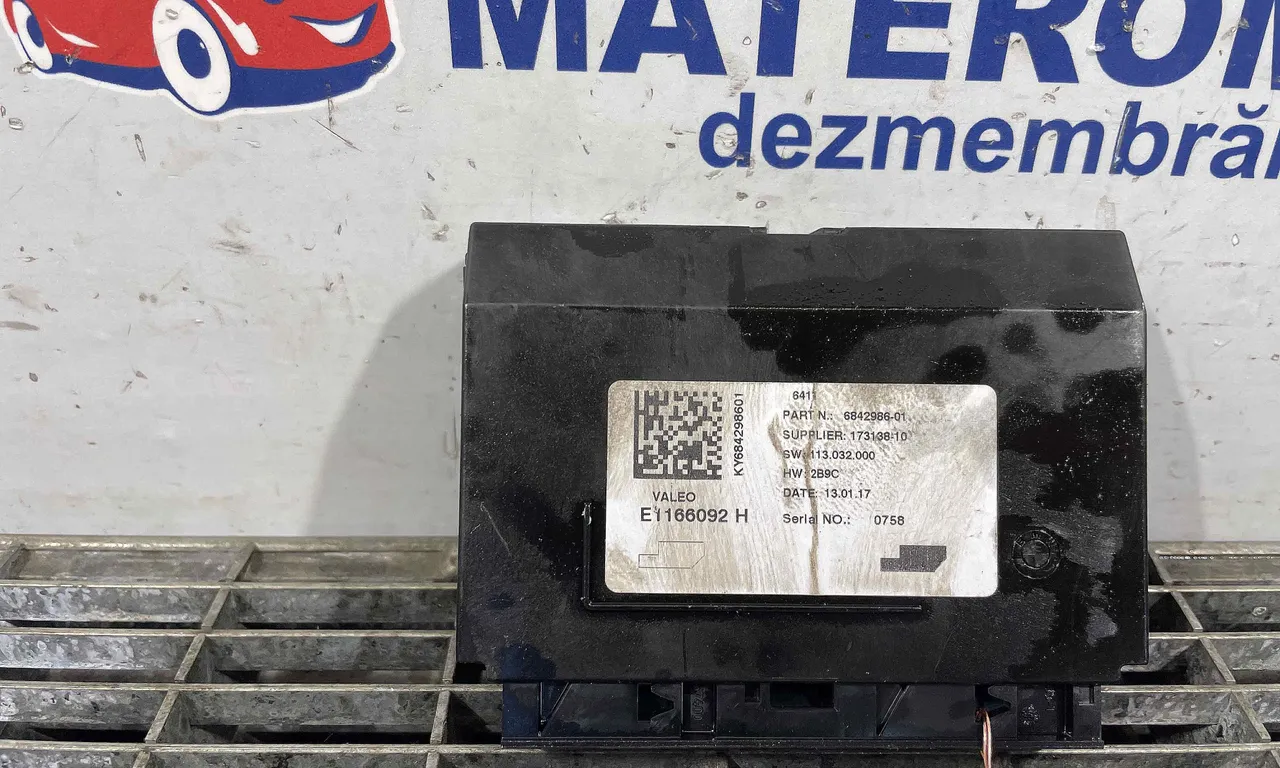 MATEROM
dezmembrăr
KY684298601
VALEO
E1166092 H
6411
PART N.: 6842986-01
SUPPLIER: 173138-10
SW: 113.032.000
HW: 2B9C
DATE: 13.01.17
Serial NO.: 0758